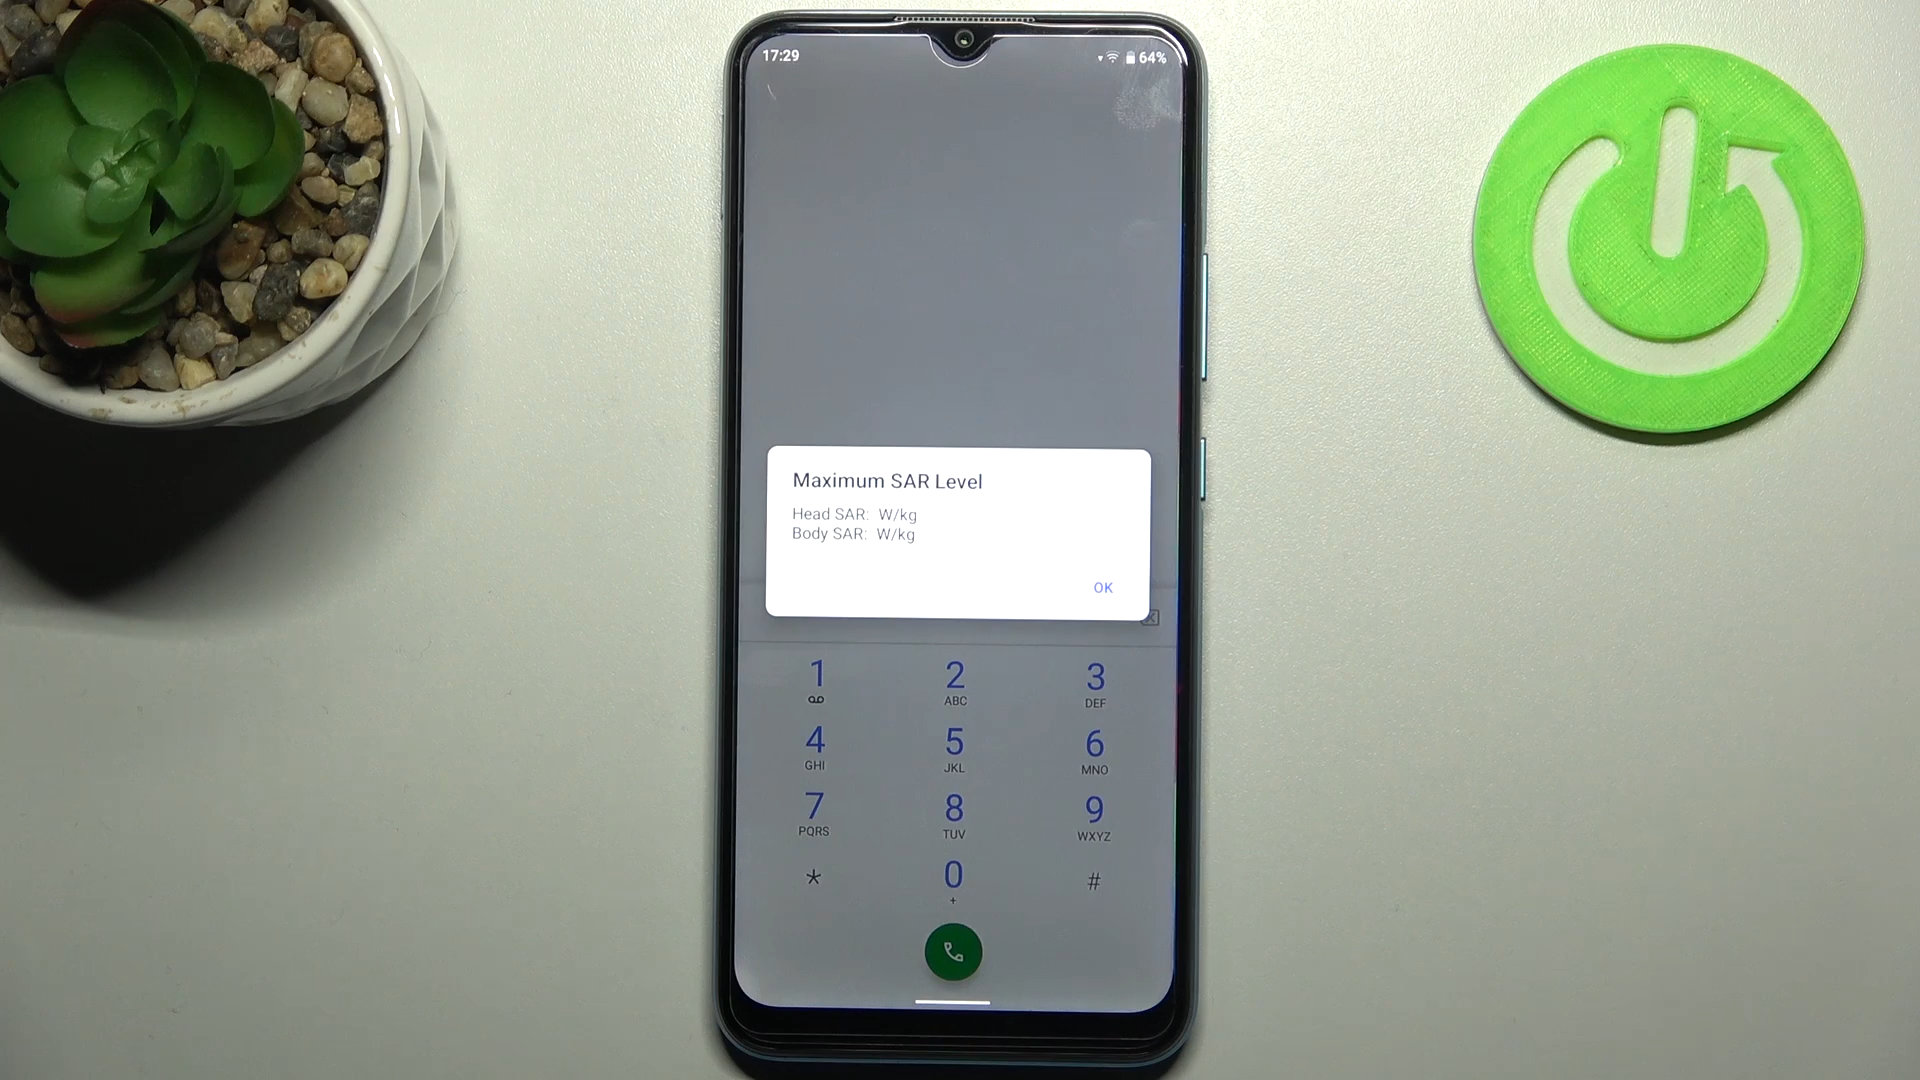 17:29
64%
Maximum SAR Level
Head SAR: W/kg
Body SAR: W/kg
OK
1 2 3
ABC DEF
4 5 6
GHI JKL MNO
7 8 9
PQRS TUV WXYZ
* 0 #
+